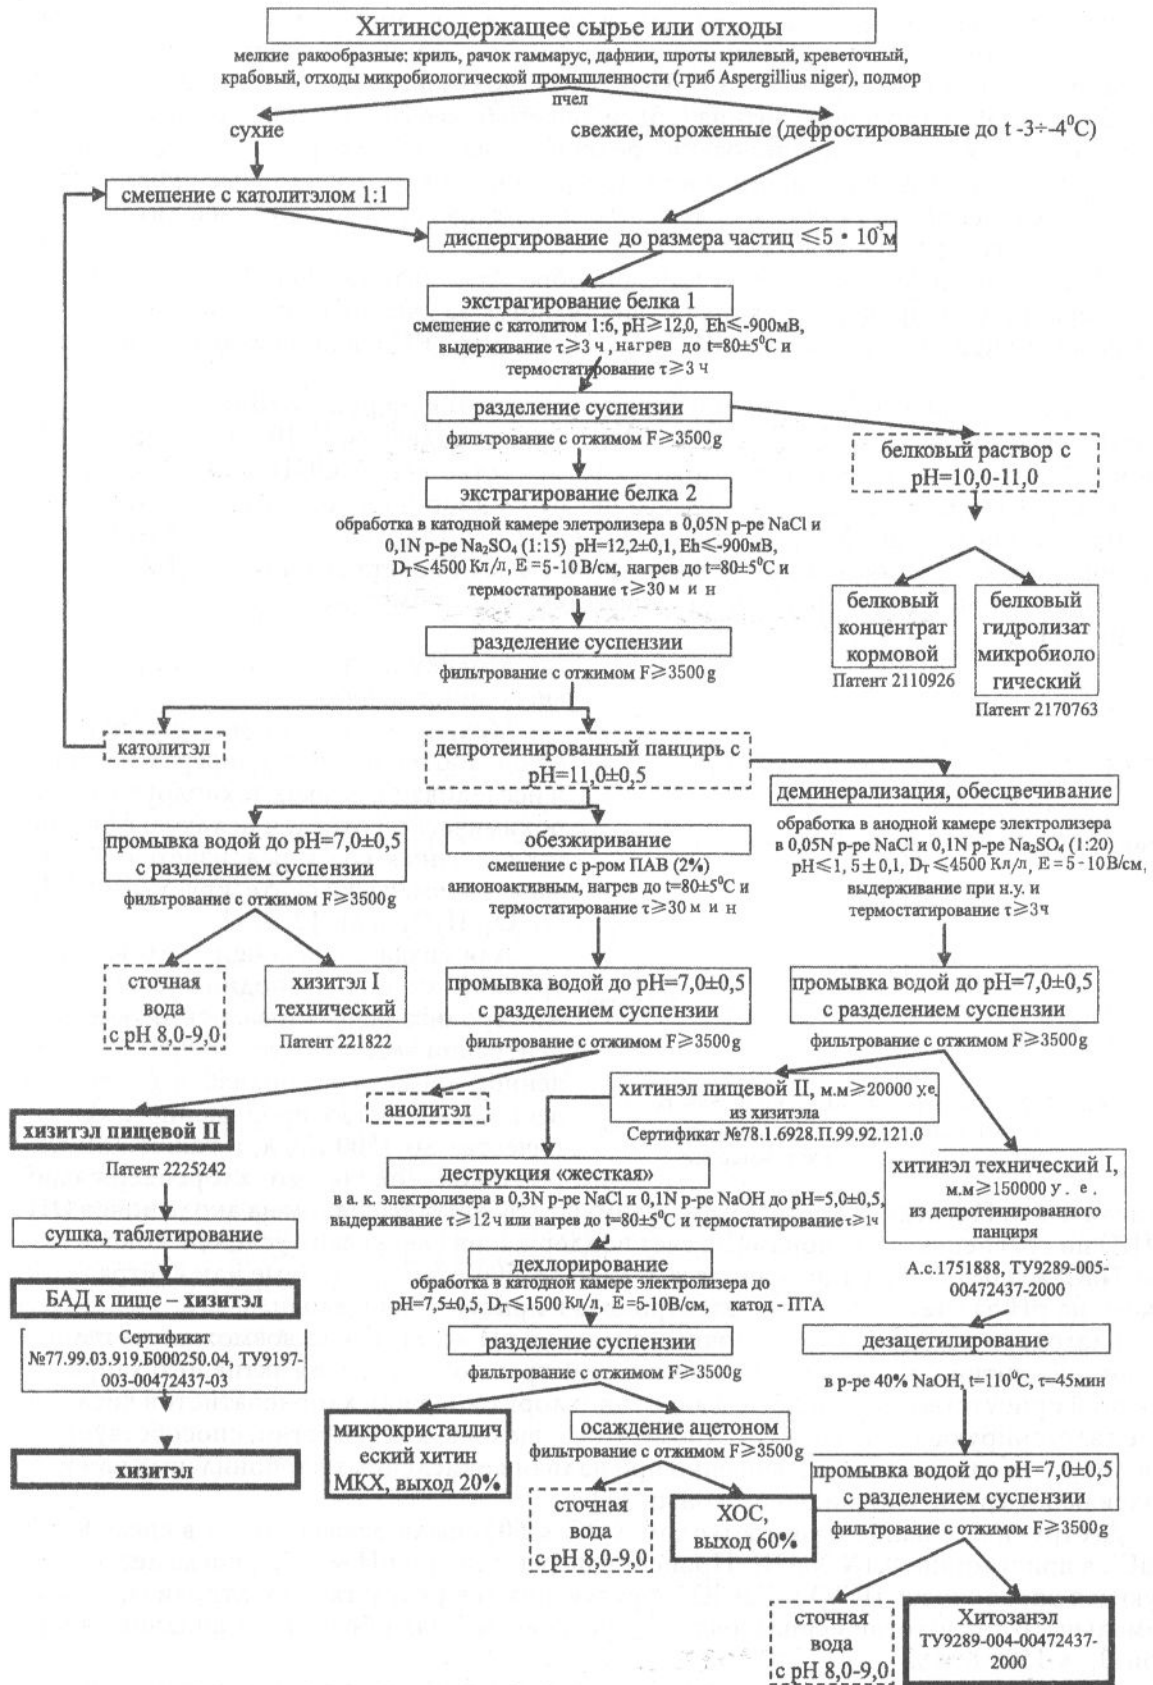 Хитинсодержащее сырье или отходы
мелкие ракообразные: криль, рачок гаммарус, дафнии, шроты крилевый, креветочный,
крабовый, отходы микробиологической промышленности (гриб Aspergillius niger), подмор
пчел
сухие
свежие, мороженные (дефростированные до t -3÷-4⁰C)
смешение с католитэлом 1:1
диспергирование до размера частиц ⩽5 • 10⁻³м
экстрагирование белка 1
смешение с католитом 1:6, pH⩾12,0, Eh⩽-900мВ,
выдерживание τ⩾3 ч, нагрев до t=80±5⁰C и
термостатирование τ⩾3 ч
разделение суспензии
фильтрование с отжимом F⩾3500g
белковый раствор с
pH=10,0-11,0
экстрагирование белка 2
обработка в катодной камере элетролизера в 0,05N р-ре NaCl и
0,1N р-ре Na₂SO₄ (1:15) pH=12,2±0,1, Eh⩽-900мВ,
Dт⩽4500 Кл/л, E=5-10 В/см, нагрев до t=80±5⁰C и
термостатирование τ⩾30 м и н
разделение суспензии
фильтрование с отжимом F⩾3500g
белковый
концентрат
кормовой
Патент 2110926
белковый
гидролизат
микробиоло
гический
Патент 2170763
католитэл
депротеинированный панцирь с
pH=11,0±0,5
деминерализация, обесцвечивание
обработка в анодной камере электролизера
в 0,05N р-ре NaCl и 0,1N р-ре Na₂SO₄ (1:20)
pH⩽1, 5±0,1, Dт⩽4500 Кл/л, E=5-10В/см,
выдерживание при н.у. и
термостатирование τ⩾3ч
промывка водой до pH=7,0±0,5
с разделением суспензии
фильтрование с отжимом F⩾3500g
обезжиривание
смешение с р-ром ПАВ (2%)
анионоактивным, нагрев до t=80±5⁰C и
термостатирование τ⩾30 м и н
сточная
вода
с pH 8,0-9,0
хизитэл I
технический
Патент 221822
промывка водой до pH=7,0±0,5
с разделением суспензии
фильтрование с отжимом F⩾3500g
промывка водой до pH=7,0±0,5
с разделением суспензии
фильтрование с отжимом F⩾3500g
хизитэл пищевой П
Патент 2225242
анолитэл
хитинэл пищевой II, м.м⩾20000 у.е.
из хизитэла
Сертификат №78.1.6928.П.99.92.121.0
деструкция «жесткая»
в а. к. электролизера в 0,3N р-ре NaCl и 0,1N р-ре NaOH до pH=5,0±0,5,
выдерживание τ⩾12 ч или нагрев до t=80±5⁰C и термостатирование τ⩾1ч
хитинэл технический I,
м.м⩾150000 у. е.
из депротеинированного
панциря
А.с.1751888, ТУ9289-005-
00472437-2000
сушка, таблетирование
дехлорирование
обработка в катодной камере электролизера до
pH=7,5±0,5, Dт⩽1500 Кл/л, E=5-10В/см, катод - ПТА
БАД к пище – хизитэл
Сертификат
№77.99.03.919.Б000250.04, ТУ9197-
003-00472437-03
разделение суспензии
фильтрование с отжимом F⩾3500g
дезацетилирование
в р-ре 40% NaOH, t=110⁰C, τ=45мин
хизитэл
микрокристаллич
еский хитин
МКХ, выход 20%
осаждение ацетоном
фильтрование с отжимом F⩾3500g
промывка водой до pH=7,0±0,5
с разделением суспензии
фильтрование с отжимом F⩾3500g
сточная
вода
с pH 8,0-9,0
ХОС,
выход 60%
сточная
вода
с pH 8,0-9,0
Хитозанэл
ТУ9289-004-00472437-
2000